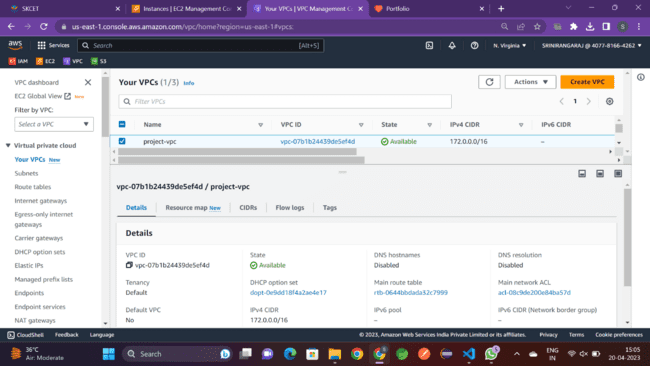 SKCET
Instances | EC2 Management Con
Your VPCs | VPC Management Co
Portfolio
us-east-1.console.aws.amazon.com/vpc/home?region=us-east-1#vpcs:
aws
Services
Search
[Alt+S]
N. Virginia
SRINIRANGARAJ @ 4077-8166-4262
IAM
EC2
VPC
S3
VPC dashboard
EC2 Global View
New
Filter by VPC:
Select a VPC
Virtual private cloud
Your VPCs New
Subnets
Route tables
Internet gateways
Egress-only internet
gateways
Carrier gateways
DHCP option sets
Elastic IPs
Managed prefix lists
Endpoints
Endpoint services
NAT gateways
Your VPCs (1/3) Info
Actions
Create VPC
Filter VPCs
1
Name
VPC ID
State
IPv4 CIDR
IPv6 CIDR
project-vpc
vpc-07b1b24439de5ef4d
Available
172.0.0.0/16
–
vpc-07b1b24439de5ef4d / project-vpc
Details
Resource map New
CIDRs
Flow logs
Tags
Details
VPC ID
vpc-07b1b24439de5ef4d
State
Available
DNS hostnames
Disabled
DNS resolution
Disabled
Tenancy
Default
DHCP option set
dopt-0e9dd18f4a2ae4e17
Main route table
rtb-0644bbdada32c7999
Main network ACL
acl-08c9de200e84ba57d
Default VPC
No
IPv4 CIDR
172.0.0.0/16
IPv6 pool
–
IPv6 CIDR (Network border group)
–
CloudShell
Feedback
Language
© 2023, Amazon Web Services India Private Limited or its affiliates.
Privacy
Terms
Cookie preferences
36°C
Air: Moderate
Search
ENG
IN
15:05
20-04-2023